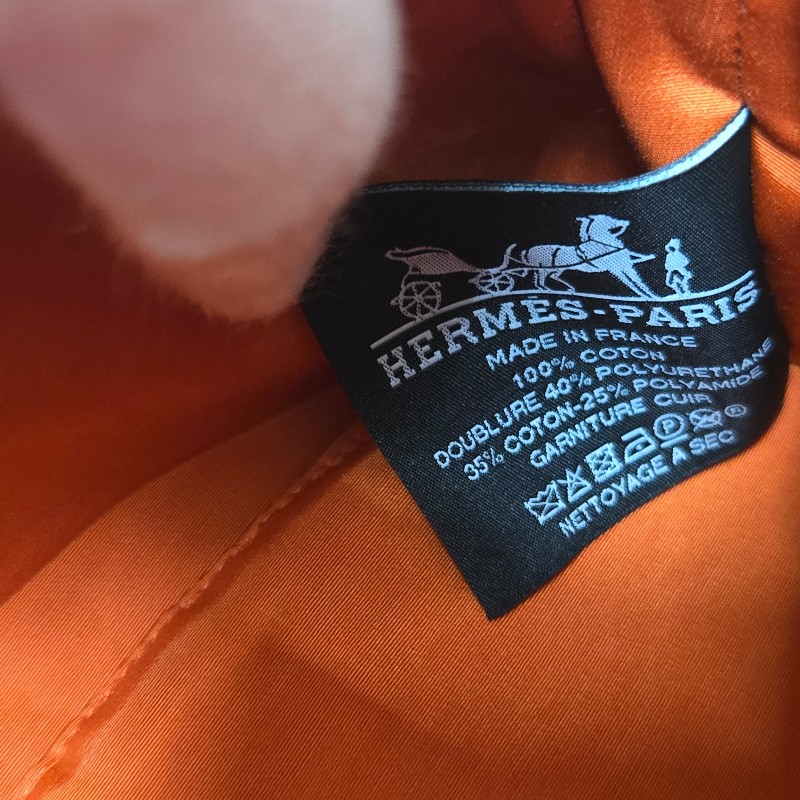 HERMÈS-PARIS
MADE IN FRANCE
100% COTON
DOUBLURE 40% POLYURETHANE
35% COTON-25% POLYAMIDE
GARNITURE CUIR
P ®
NETTOYAGE A SEC